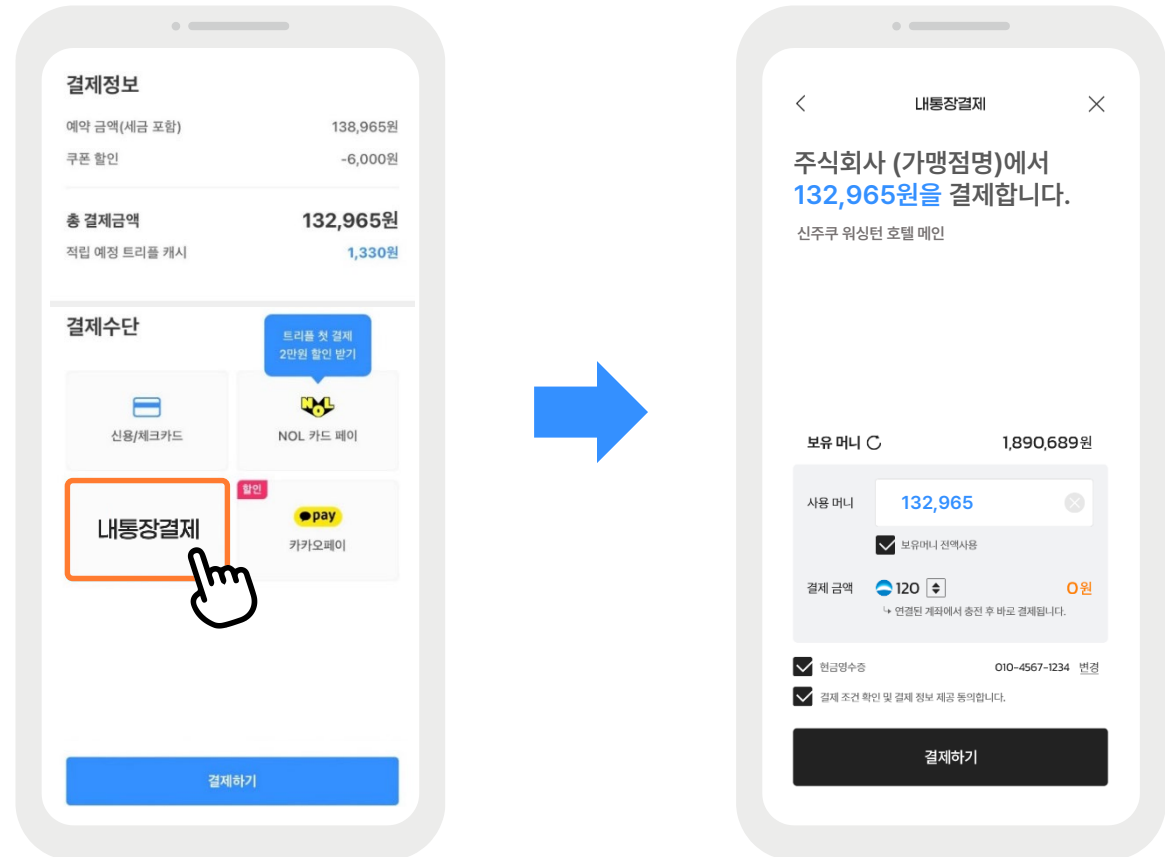 결제정보
예약 금액(세금 포함) 138,965원
쿠폰 할인 -6,000원
총 결제금액 132,965원
적립 예정 트리플 캐시 1,330원
결제수단
트리플 첫 결제
2만원 할인 받기
신용/체크카드
NOL
NOL 카드 페이
내통장결제
할인
pay
카카오페이
결제하기
내통장결제
주식회사 (가맹점명)에서
132,965원을 결제합니다.
신주쿠 워싱턴 호텔 메인
보유 머니 1,890,689원
사용 머니 132,965
보유머니 전액사용
결제 금액 120 0원
↳ 연결된 계좌에서 충전 후 바로 결제됩니다.
현금영수증 010-4567-1234 변경
결제 조건 확인 및 결제 정보 제공 동의합니다.
결제하기